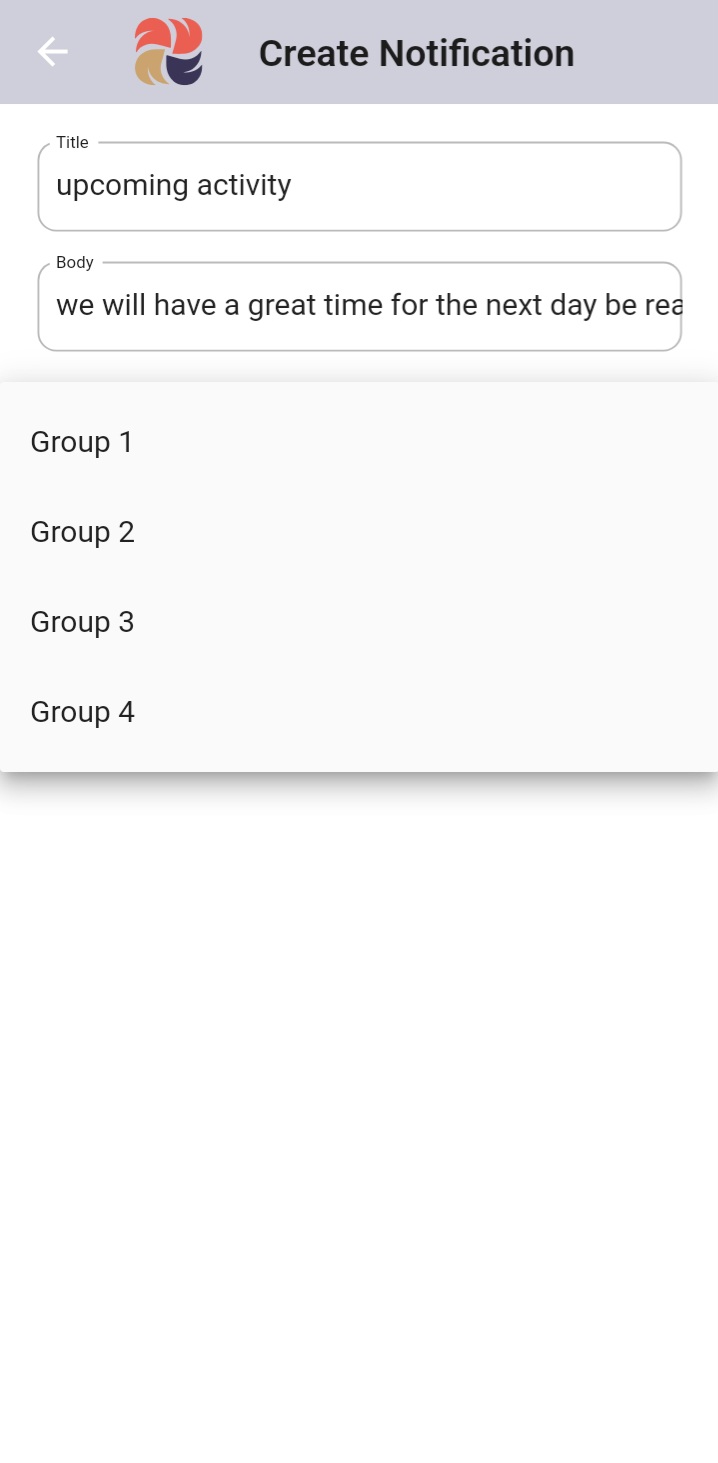 Create Notification
Title
upcoming activity
Body
we will have a great time for the next day be rea
Group 1
Group 2
Group 3
Group 4